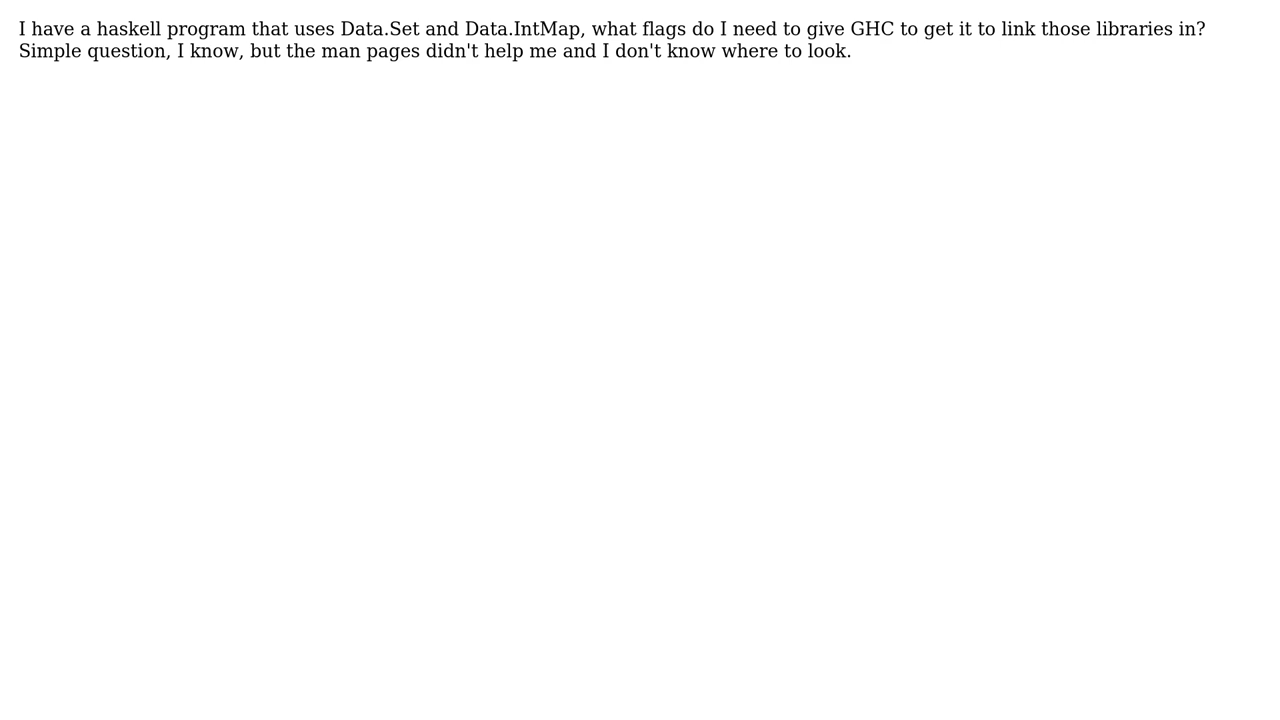 I have a haskell program that uses Data.Set and Data.IntMap, what flags do I need to give GHC to get it to link those libraries in?
Simple question, I know, but the man pages didn't help me and I don't know where to look.